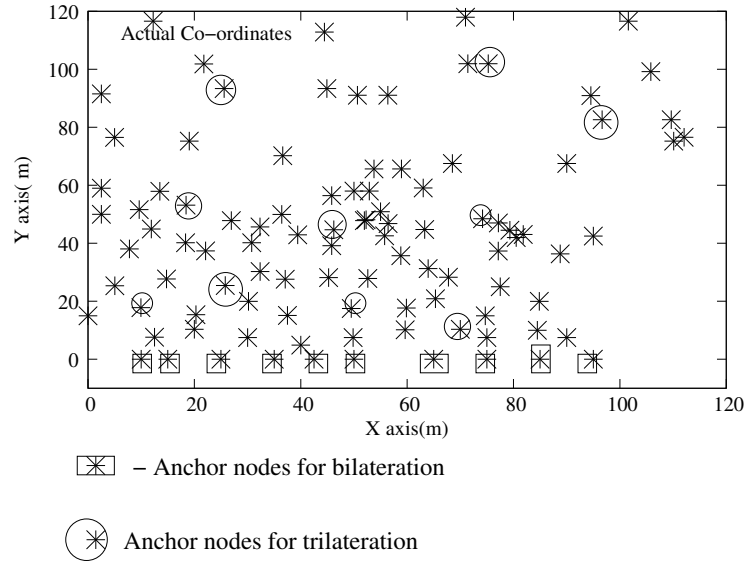 120
Actual Co−ordinates
100
80
60
40
20
0
Y axis( m)
0 20 40 60 80 100 120
X axis(m)
− Anchor nodes for bilateration
Anchor nodes for trilateration